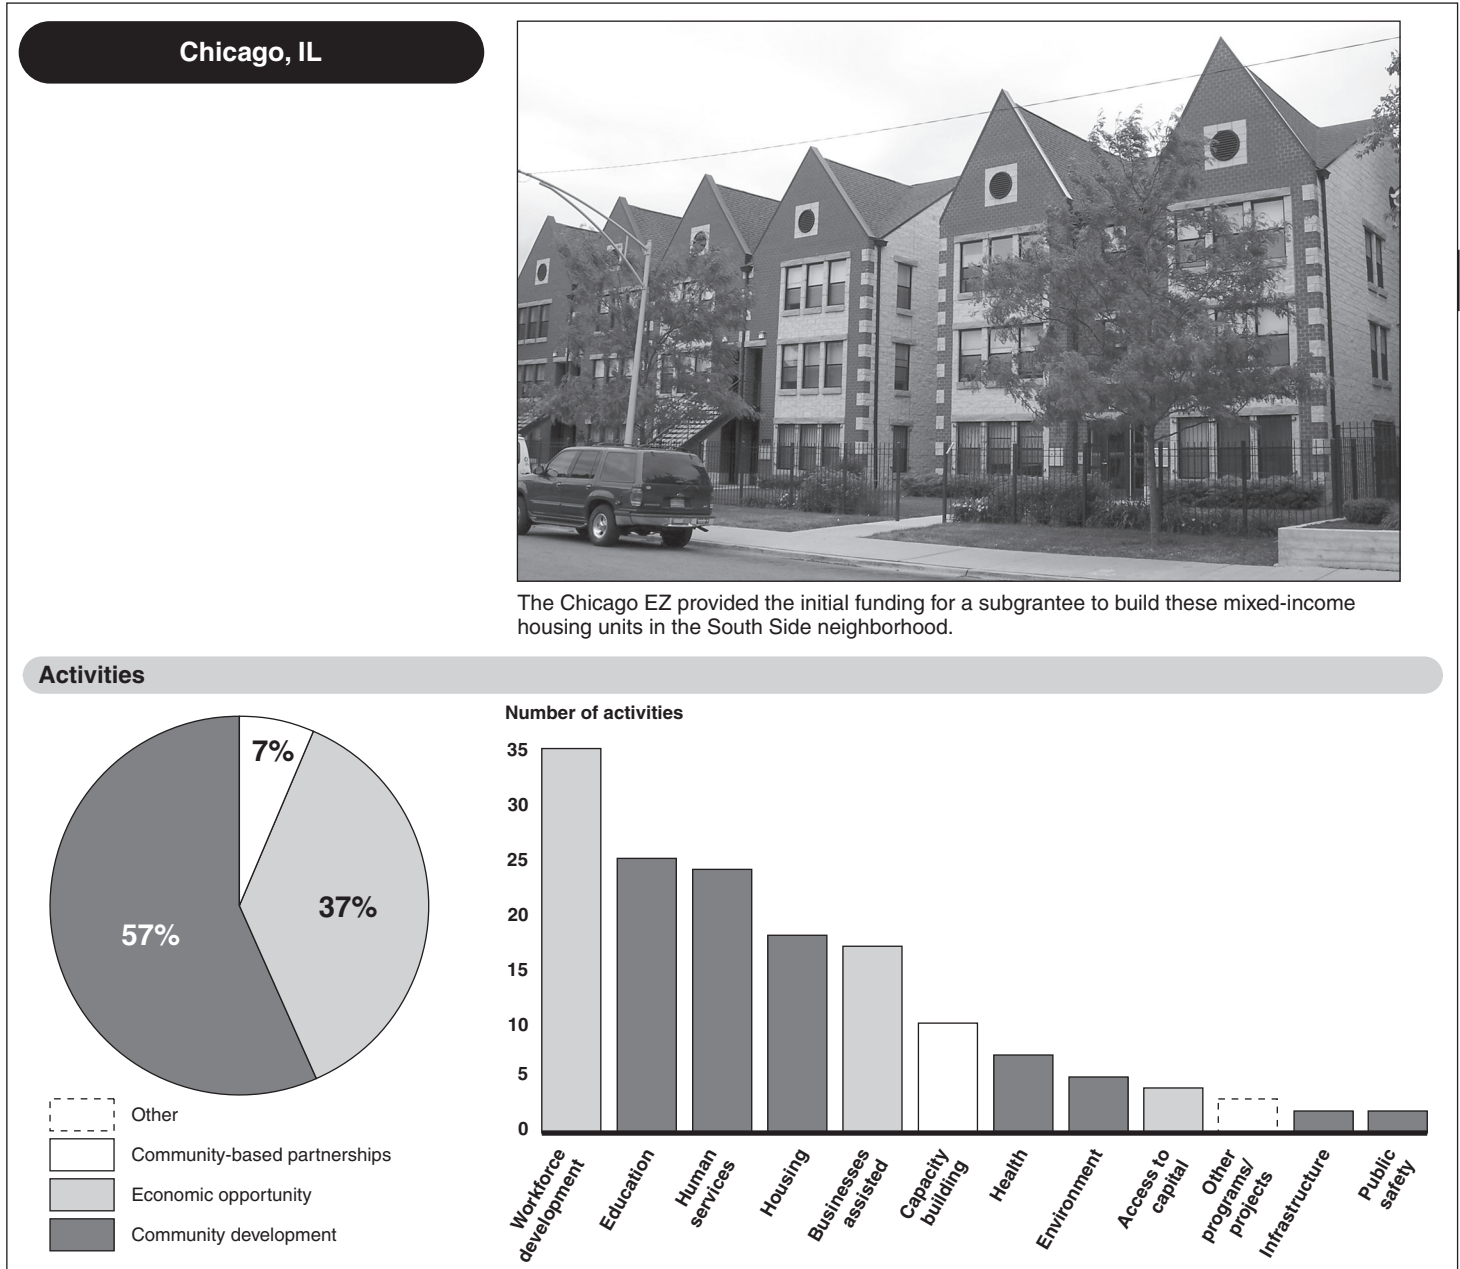 Chicago, IL
The Chicago EZ provided the initial funding for a subgrantee to build these mixed-income
housing units in the South Side neighborhood.
Activities
7%
37%
57%
Other
Community-based partnerships
Economic opportunity
Community development
Number of activities
35
30
25
20
15
10
5
0
Workforce
development
Education
Human
services
Housing
Businesses
assisted
Capacity
building
Health
Environment
Access to
capital
Other
programs/
projects
Infrastructure
Public
safety